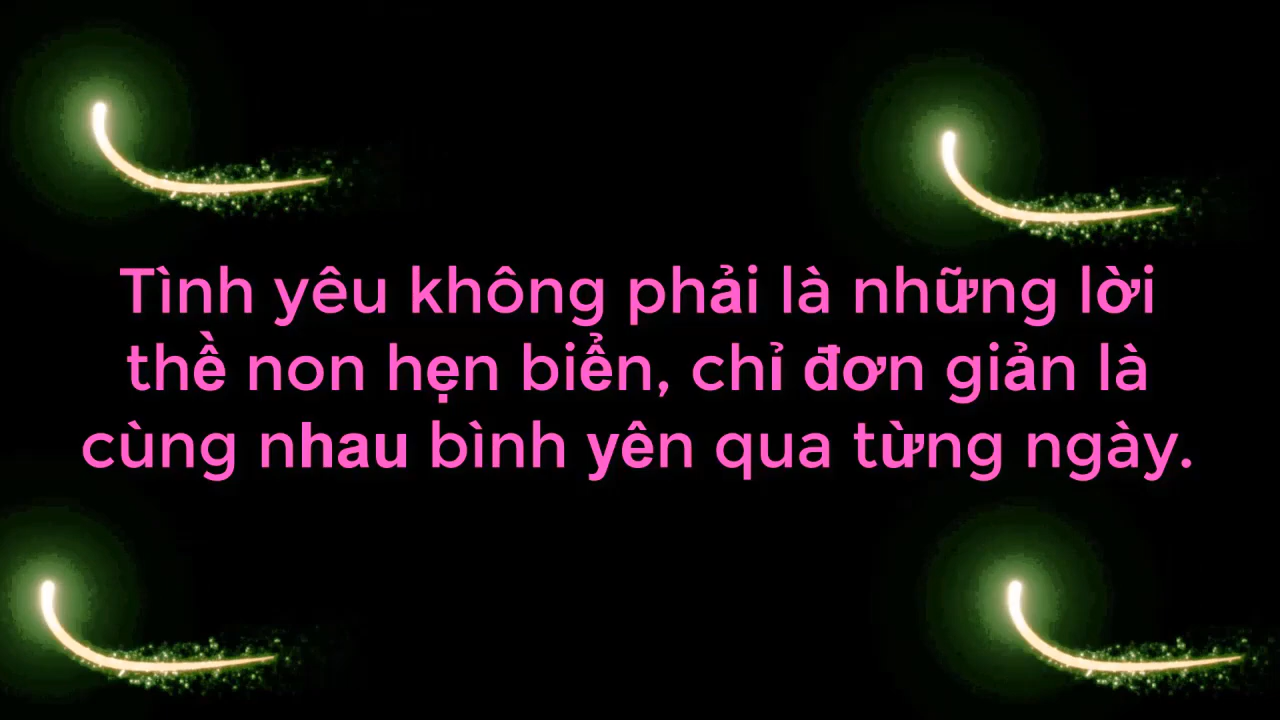 Tình yêu không phải là những lời
thề non hẹn biển, chỉ đơn giản là
cùng nhau bình yên qua từng ngày.